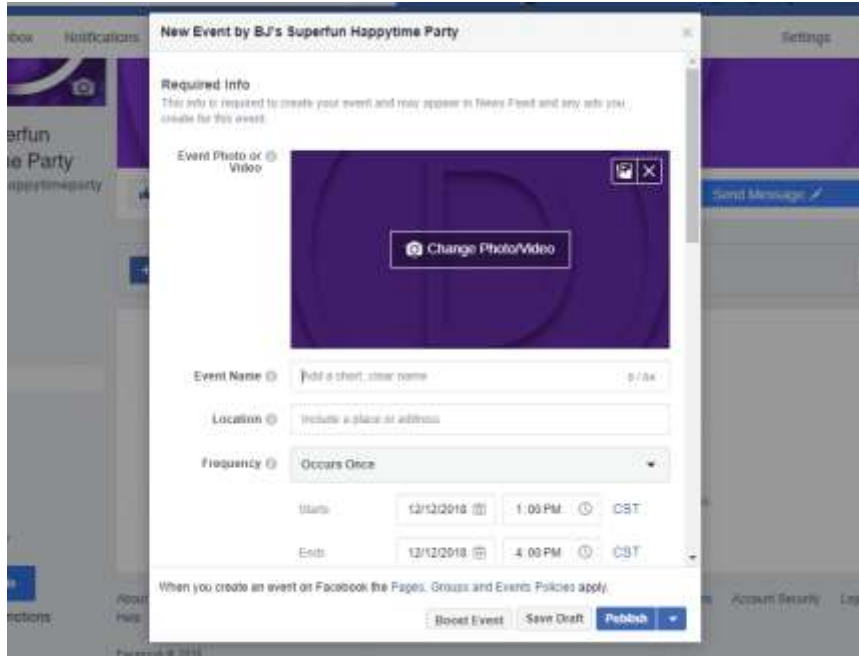 Inbox Notifications
Settings
New Event by BJ's Superfun Happytime Party
Required Info
This info is required to create your event and may appear in News Feed and any ads you
create for this event.
Event Photo or
Video
Change Photo/Video
Event Name Add a short, clear name 0 / 64
Location Include a place or address
Frequency Occurs Once
Starts 12/12/2018 1:00 PM CST
Ends 12/12/2018 4:00 PM CST
When you create an event on Facebook the Pages, Groups and Events Policies apply.
Boost Event Save Draft Publish
erfun
e Party
appytimeparty
Send Message
About
Help
Account Security